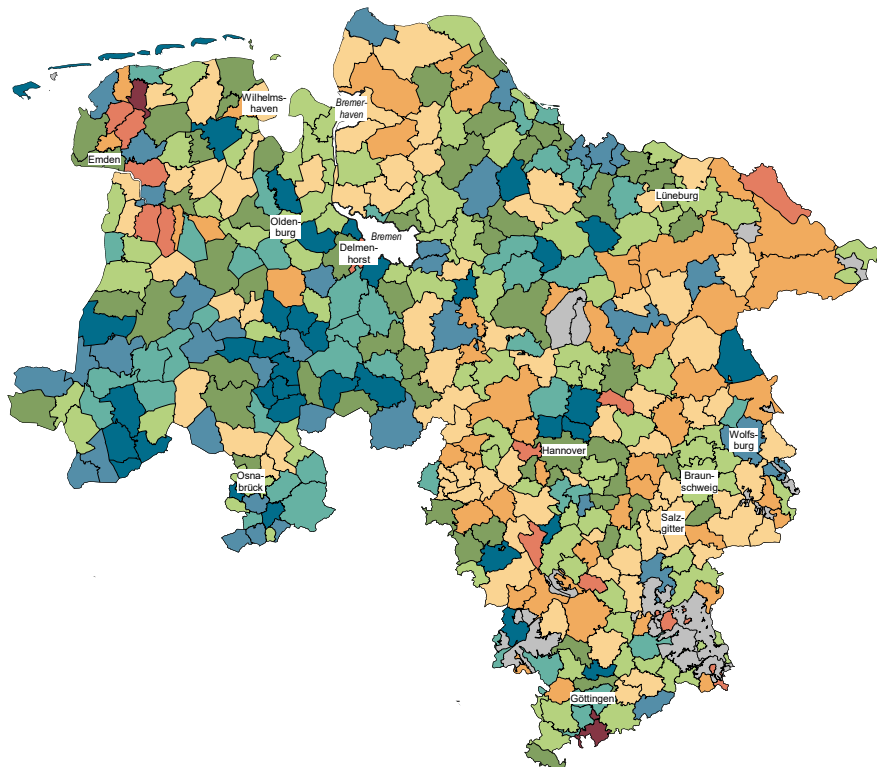 Wilhelms-
haven
Bremer-
haven
Emden
Lüneburg
Olden-
burg
Bremen
Delmen-
horst
Wolfs-
burg
Hannover
Osna-
brück
Braun-
schweig
Salz-
gitter
Göttingen